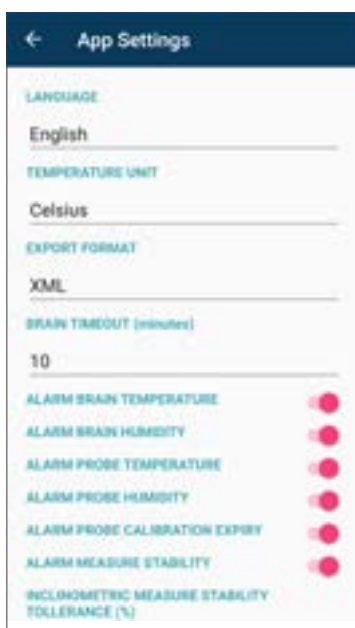 App Settings
LANGUAGE
English
TEMPERATURE UNIT
Celsius
EXPORT FORMAT
XML
BRAIN TIMEOUT (minutes)
10
ALARM BRAIN TEMPERATURE
ALARM BRAIN HUMIDITY
ALARM PROBE TEMPERATURE
ALARM PROBE HUMIDITY
ALARM PROBE CALIBRATION EXPIRY
ALARM MEASURE STABILITY
INCLINOMETRIC MEASURE STABILITY
TOLLERANCE (%)